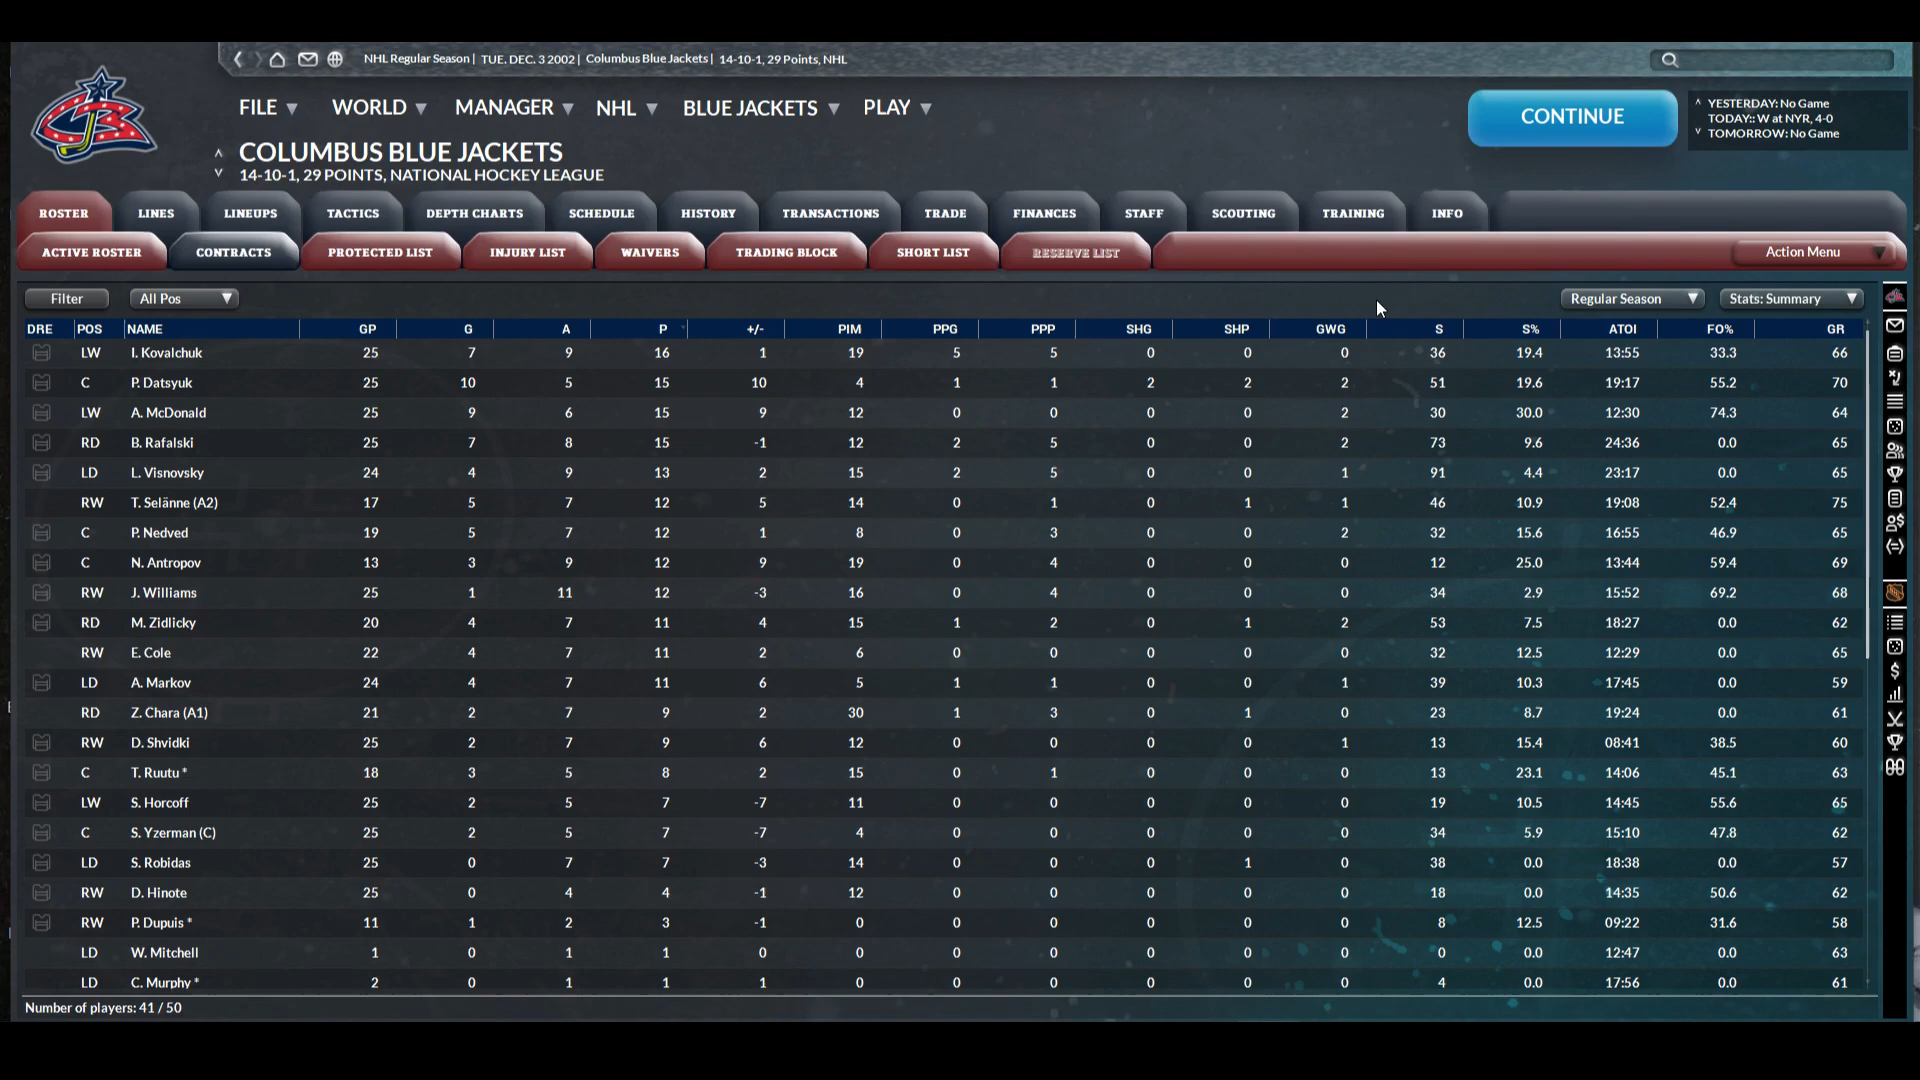 NHL Regular Season | TUE. DEC. 3 2002 | Columbus Blue Jackets | 14-10-1, 29 Points, NHL
FILE WORLD MANAGER NHL BLUE JACKETS PLAY
CONTINUE
YESTERDAY: No Game
TODAY:: W at NYR, 4-0
TOMORROW: No Game
COLUMBUS BLUE JACKETS
14-10-1, 29 POINTS, NATIONAL HOCKEY LEAGUE
ROSTER LINES LINEUPS TACTICS DEPTH CHARTS SCHEDULE HISTORY TRANSACTIONS TRADE FINANCES STAFF SCOUTING TRAINING INFO
ACTIVE ROSTER CONTRACTS PROTECTED LIST INJURY LIST WAIVERS TRADING BLOCK SHORT LIST RESERVE LIST Action Menu
Filter All Pos Regular Season Stats: Summary
DRE POS NAME GP G A P +/- PIM PPG PPP SHG SHP GWG S S% ATOI FO% GR
LW I. Kovalchuk 25 7 9 16 1 19 5 5 0 0 0 36 19.4 13:55 33.3 66
C P. Datsyuk 25 10 5 15 10 4 1 1 2 2 2 51 19.6 19:17 55.2 70
LW A. McDonald 25 9 6 15 9 12 0 0 0 0 2 30 30.0 12:30 74.3 64
RD B. Rafalski 25 7 8 15 -1 12 2 5 0 0 2 73 9.6 24:36 0.0 65
LD L. Visnovsky 24 4 9 13 2 15 2 5 0 0 1 91 4.4 23:17 0.0 65
RW T. Selänne (A2) 17 5 7 12 5 14 0 1 0 1 1 46 10.9 19:08 52.4 75
C P. Nedved 19 5 7 12 1 8 0 3 0 0 2 32 15.6 16:55 46.9 65
C N. Antropov 13 3 9 12 9 19 0 4 0 0 0 12 25.0 13:44 59.4 69
RW J. Williams 25 1 11 12 -3 16 0 4 0 0 0 34 2.9 15:52 69.2 68
RD M. Zidlicky 20 4 7 11 4 15 1 2 0 1 2 53 7.5 18:27 0.0 62
RW E. Cole 22 4 7 11 2 6 0 0 0 0 0 32 12.5 12:29 0.0 65
LD A. Markov 24 4 7 11 6 5 1 1 0 0 1 39 10.3 17:45 0.0 59
RD Z. Chara (A1) 21 2 7 9 2 30 1 3 0 1 0 23 8.7 19:24 0.0 61
RW D. Shvidki 25 2 7 9 6 12 0 0 0 0 1 13 15.4 08:41 38.5 60
C T. Ruutu * 18 3 5 8 2 15 0 1 0 0 0 13 23.1 14:06 45.1 63
LW S. Horcoff 25 2 5 7 -7 11 0 0 0 0 0 19 10.5 14:45 55.6 65
C S. Yzerman (C) 25 2 5 7 -7 4 0 0 0 0 0 34 5.9 15:10 47.8 62
LD S. Robidas 25 0 7 7 -3 14 0 0 0 1 0 38 0.0 18:38 0.0 57
RW D. Hinote 25 0 4 4 -1 12 0 0 0 0 0 18 0.0 14:35 50.6 62
RW P. Dupuis * 11 1 2 3 -1 0 0 0 0 0 0 8 12.5 09:22 31.6 58
LD W. Mitchell 1 0 1 1 0 0 0 0 0 0 0 0 0.0 12:47 0.0 63
LD C. Murphy * 2 0 1 1 1 0 0 0 0 0 0 4 0.0 17:56 0.0 61
Number of players: 41 / 50